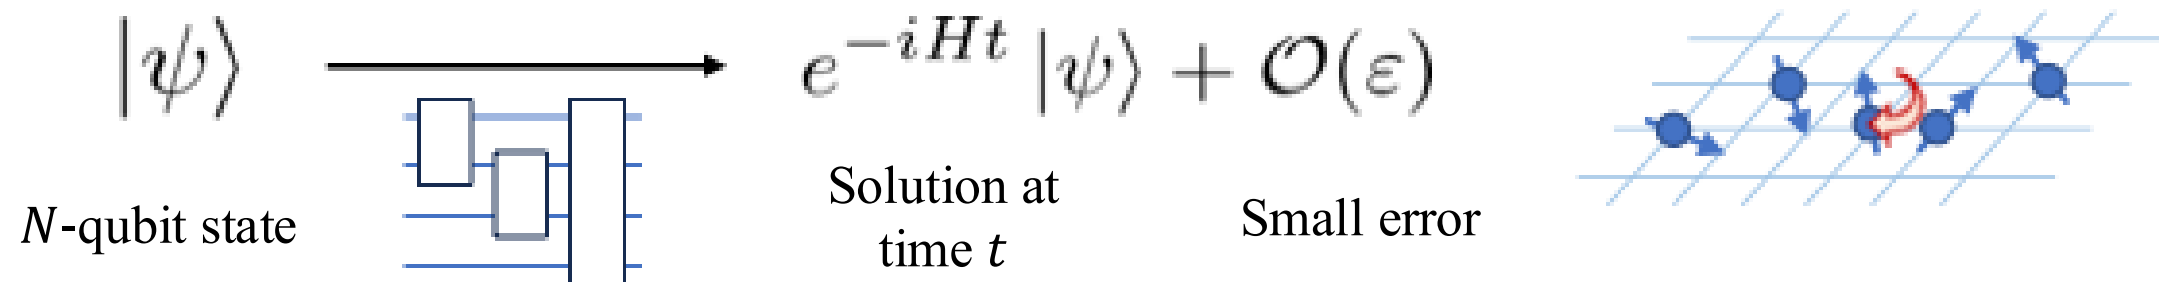 |ψ⟩ e^{-iHt} |ψ⟩ + 𝒪(ε)
N-qubit state
Solution at
time t
Small error